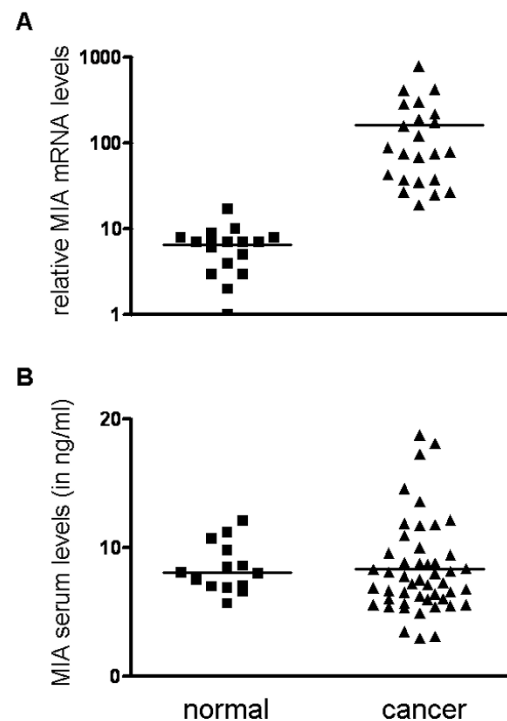 A
relative MIA mRNA levels
1000
100
10
1
B
MIA serum levels (in ng/ml)
20
10
0
normal
cancer